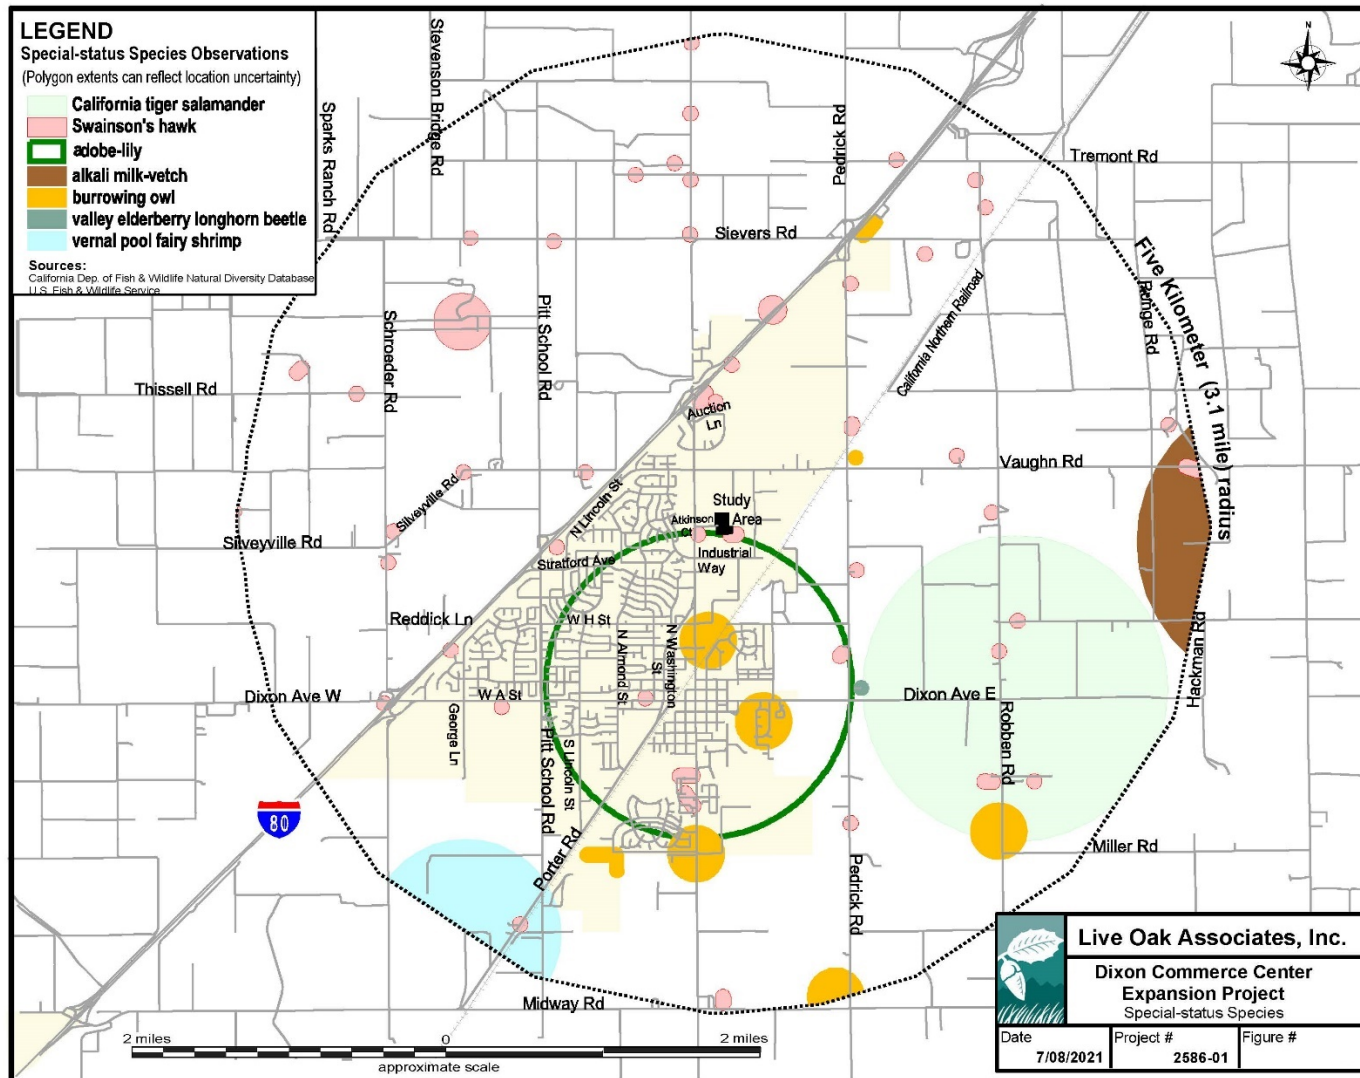 LEGEND
Special-status Species Observations
(Polygon extents can reflect location uncertainty)
California tiger salamander
Swainson's hawk
adobe-lily
alkali milk-vetch
burrowing owl
valley elderberry longhorn beetle
vernal pool fairy shrimp
Sources:
California Dep. of Fish & Wildlife Natural Diversity Database
U.S. Fish & Wildlife Service
N
Stevenson Bridge Rd
Sparks Ranch Rd
Pedrick Rd
Tremont Rd
Sievers Rd
Five Kilometer (3.1 mile) radius
Runge Rd
California Northern Railroad
Schroeder Rd
Pitt School Rd
Thissell Rd
Auction
Ln
Vaughn Rd
Silveyville Rd
N Lincoln St
Study
Area
Atkinson
Ct
Silveyville Rd
Stratford Ave
Industrial
Way
Reddick Ln
W H St
N Almond St
N Washington
St
Hackman Rd
Dixon Ave W
W A St
Dixon Ave E
George Ln
Pitt School Rd
S Lincoln St
Robben Rd
80
Porter Rd
Pedrick Rd
Miller Rd
Midway Rd
2 miles
0
2 miles
approximate scale
Live Oak Associates, Inc.
Dixon Commerce Center
Expansion Project
Special-status Species
Date
7/08/2021
Project #
2586-01
Figure #